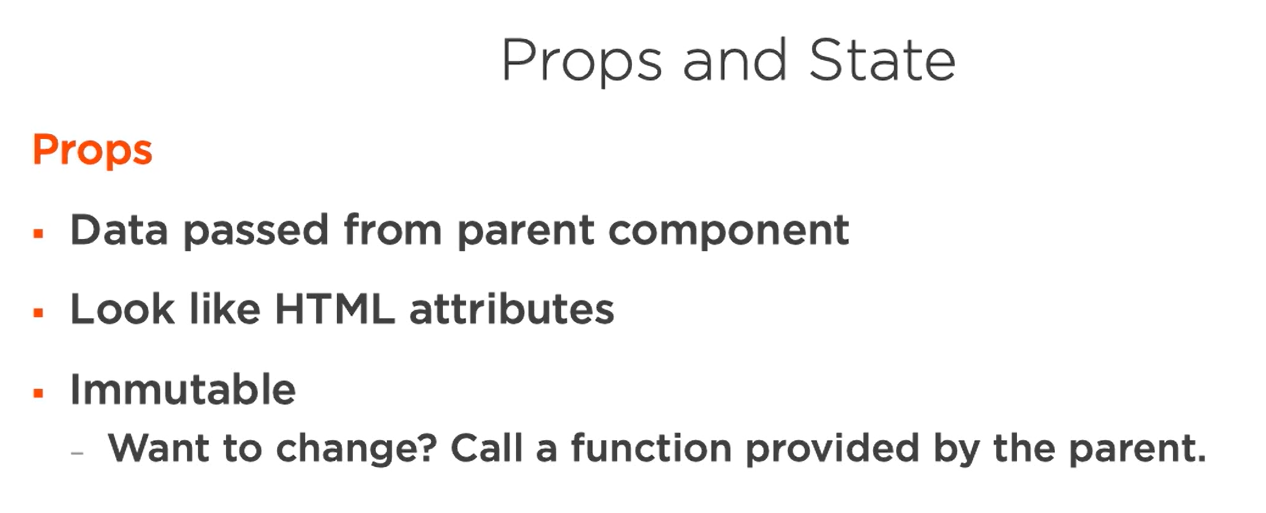 Props and State
Props
▪ Data passed from parent component
▪ Look like HTML attributes
▪ Immutable
– Want to change? Call a function provided by the parent.